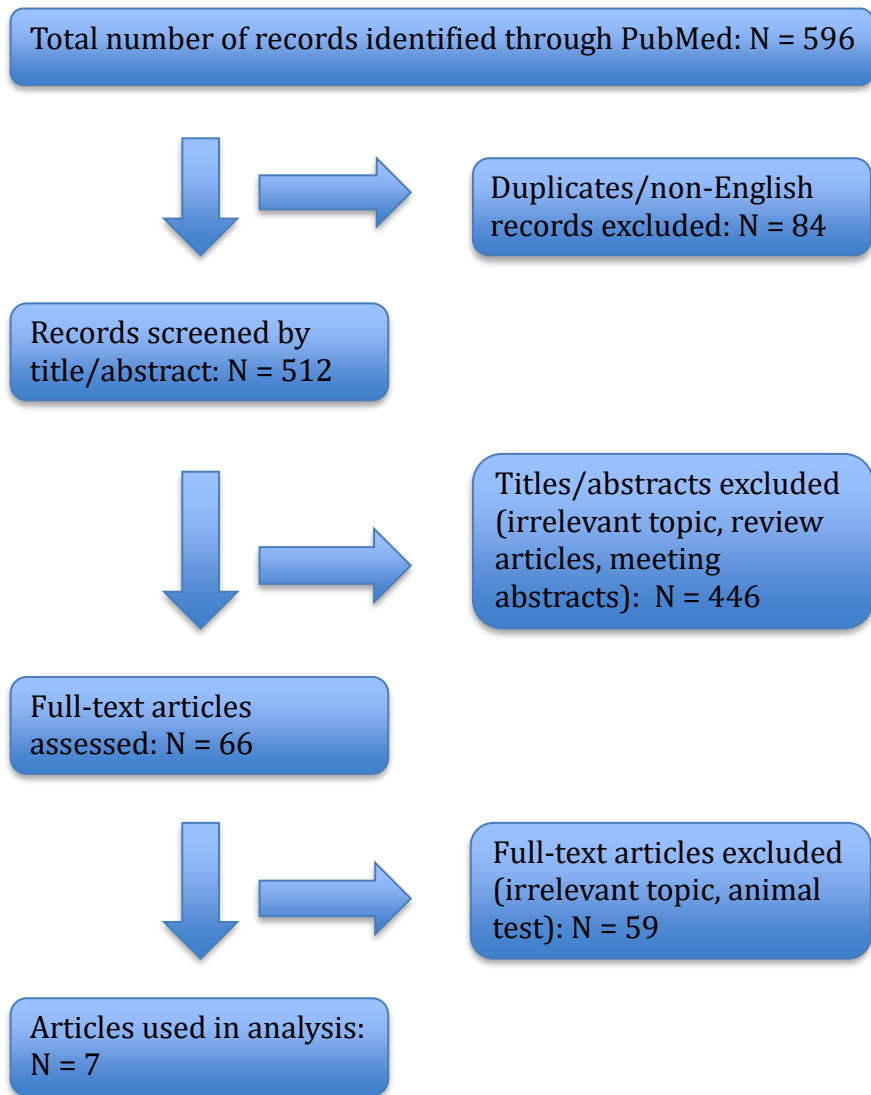 Total number of records identified through PubMed: N = 596
Duplicates/non-English
records excluded: N = 84
Records screened by
title/abstract: N = 512
Titles/abstracts excluded
(irrelevant topic, review
articles, meeting
abstracts):  N = 446
Full-text articles
assessed: N = 66
Full-text articles excluded
(irrelevant topic, animal
test): N = 59
Articles used in analysis:
N = 7